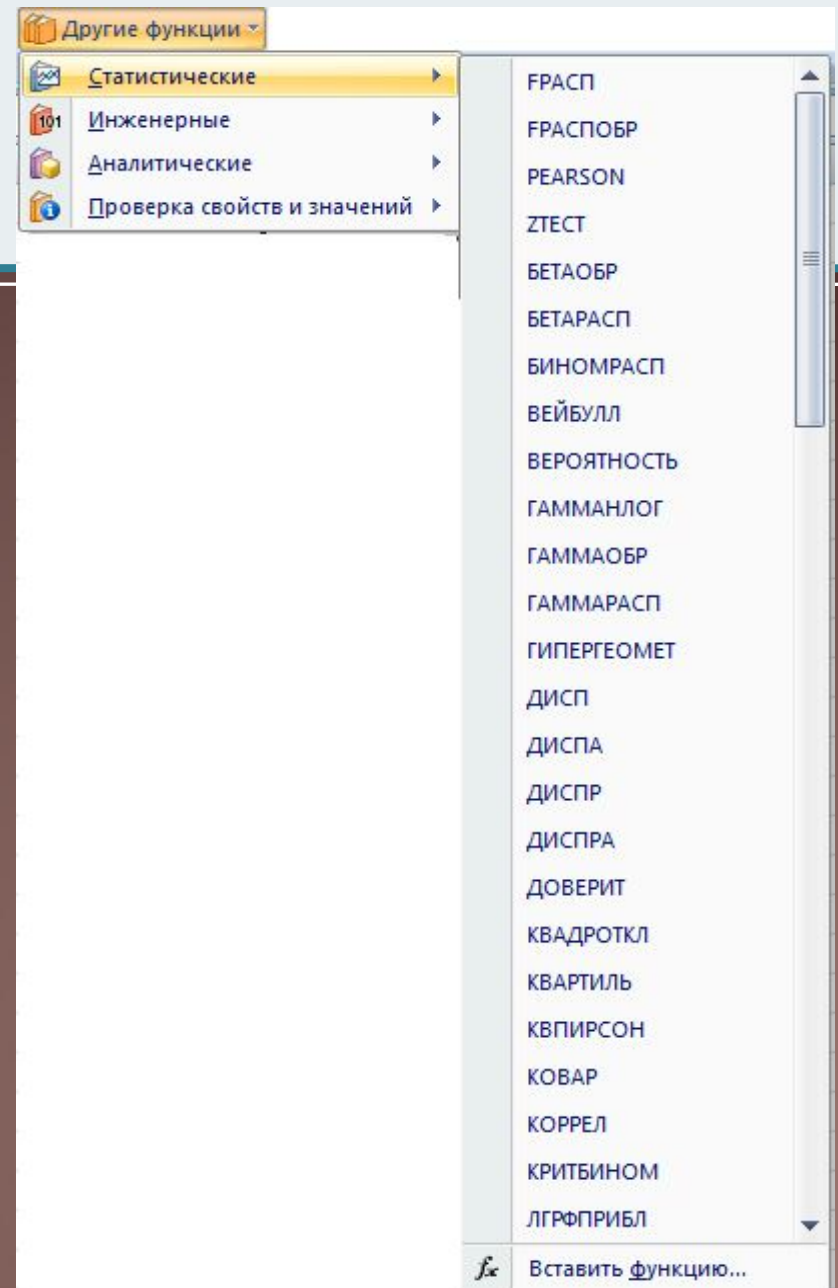 Другие функции
Статистические
Инженерные
Аналитические
Проверка свойств и значений
FРАСП
FРАСПОБР
PEARSON
ZТЕСТ
БЕТАОБР
БЕТАРАСП
БИНОМРАСП
ВЕЙБУЛЛ
ВЕРОЯТНОСТЬ
ГАММАНЛОГ
ГАММАОБР
ГАММАРАСП
ГИПЕРГЕОМЕТ
ДИСП
ДИСПА
ДИСПР
ДИСПРА
ДОВЕРИТ
КВАДРОТКЛ
КВАРТИЛЬ
КВПИРСОН
КОВАР
КОРРЕЛ
КРИТБИНОМ
ЛГРФПРИБЛ
fx Вставить функцию...